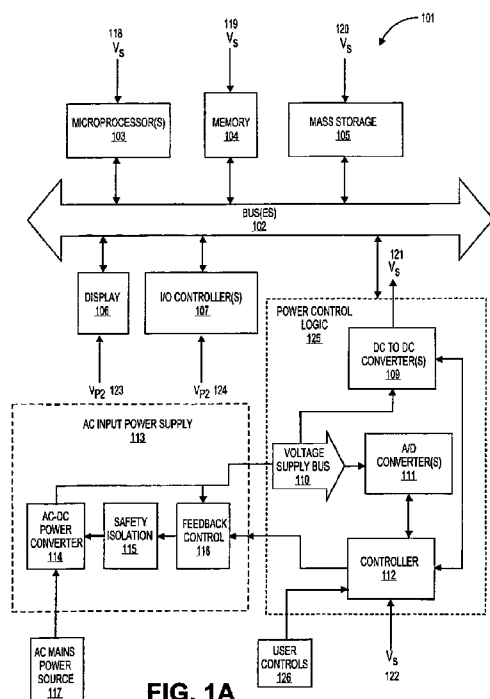 118
VS
119
VS
120
VS
101
MICROPROCESSOR(S)
103
MEMORY
104
MASS STORAGE
105
BUS(ES)
102
121
VS
DISPLAY
106
I/O CONTROLLER(S)
107
POWER CONTROL
LOGIC
125
DC TO DC
CONVERTER(S)
109
VP2 123
VP2 124
AC INPUT POWER SUPPLY
113
VOLTAGE
SUPPLY BUS
110
A/D
CONVERTER(S)
111
AC-DC
POWER
CONVERTER
114
SAFETY
ISOLATION
115
FEEDBACK
CONTROL
116
CONTROLLER
112
AC MAINS
POWER
SOURCE
117
USER
CONTROLS
126
VS
122
FIG. 1A